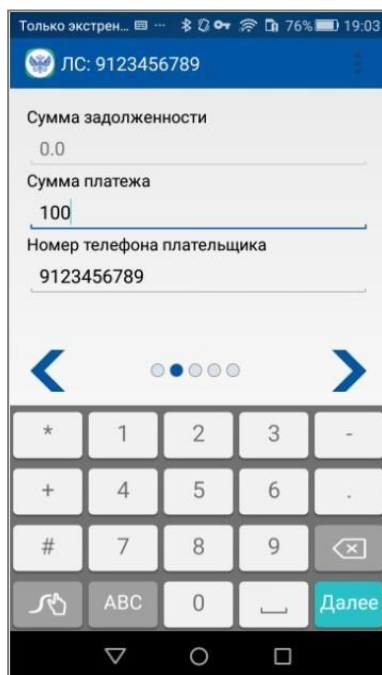 Только экстрен... ... 76% 19:03
ЛС: 9123456789
Сумма задолженности
0.0
Сумма платежа
100
Номер телефона плательщика
9123456789
* 1 2 3 -
+ 4 5 6 .
# 7 8 9
ABC 0 Далее